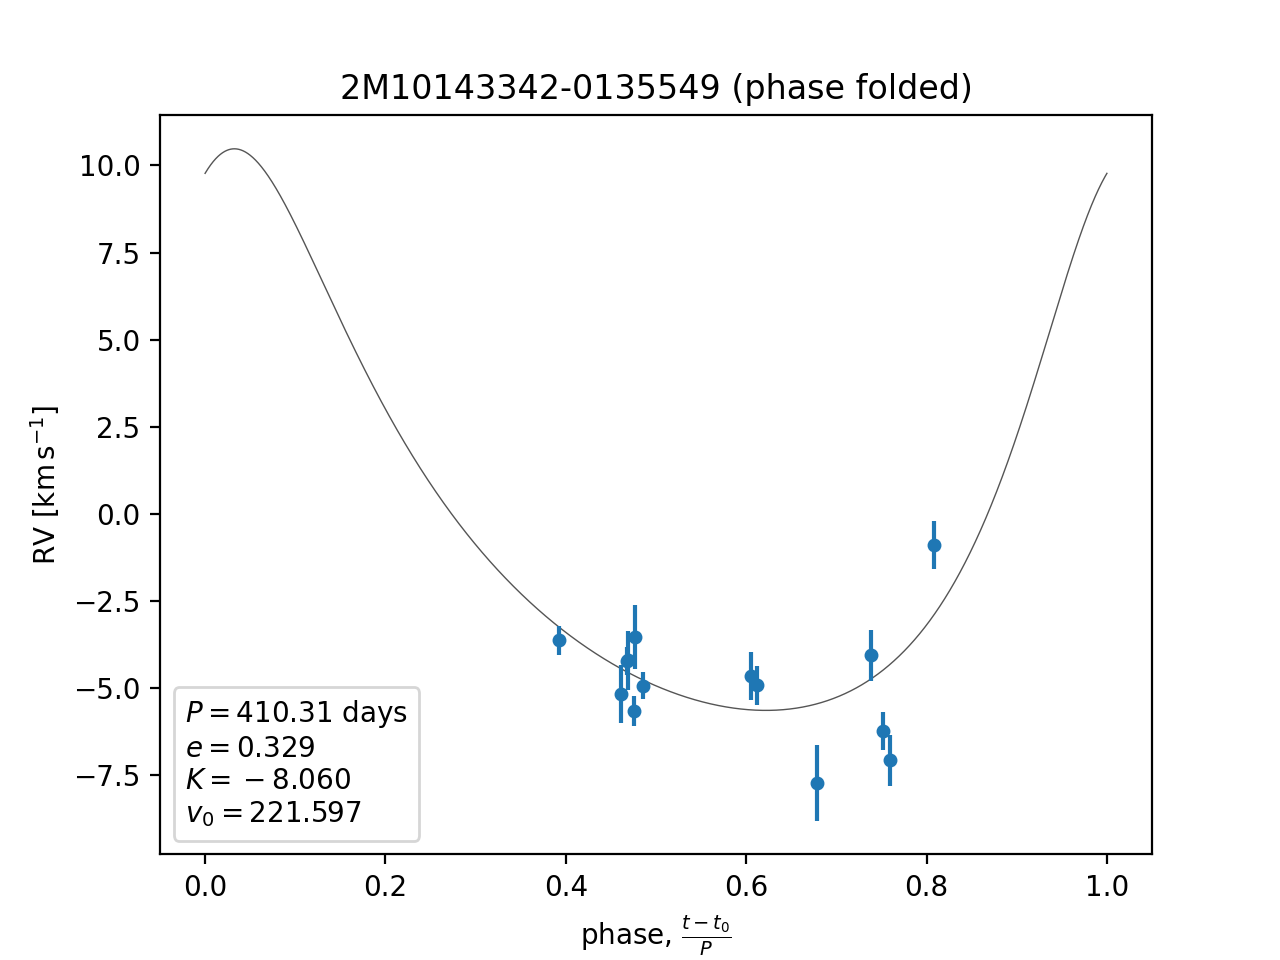 2M10143342-0135549 (phase folded)
RV [km s⁻¹]
10.0
7.5
5.0
2.5
0.0
−2.5
−5.0
−7.5
P = 410.31 days
e = 0.329
K = −8.060
v₀ = 221.597
0.0 0.2 0.4 0.6 0.8 1.0
phase, (t − t₀)/P